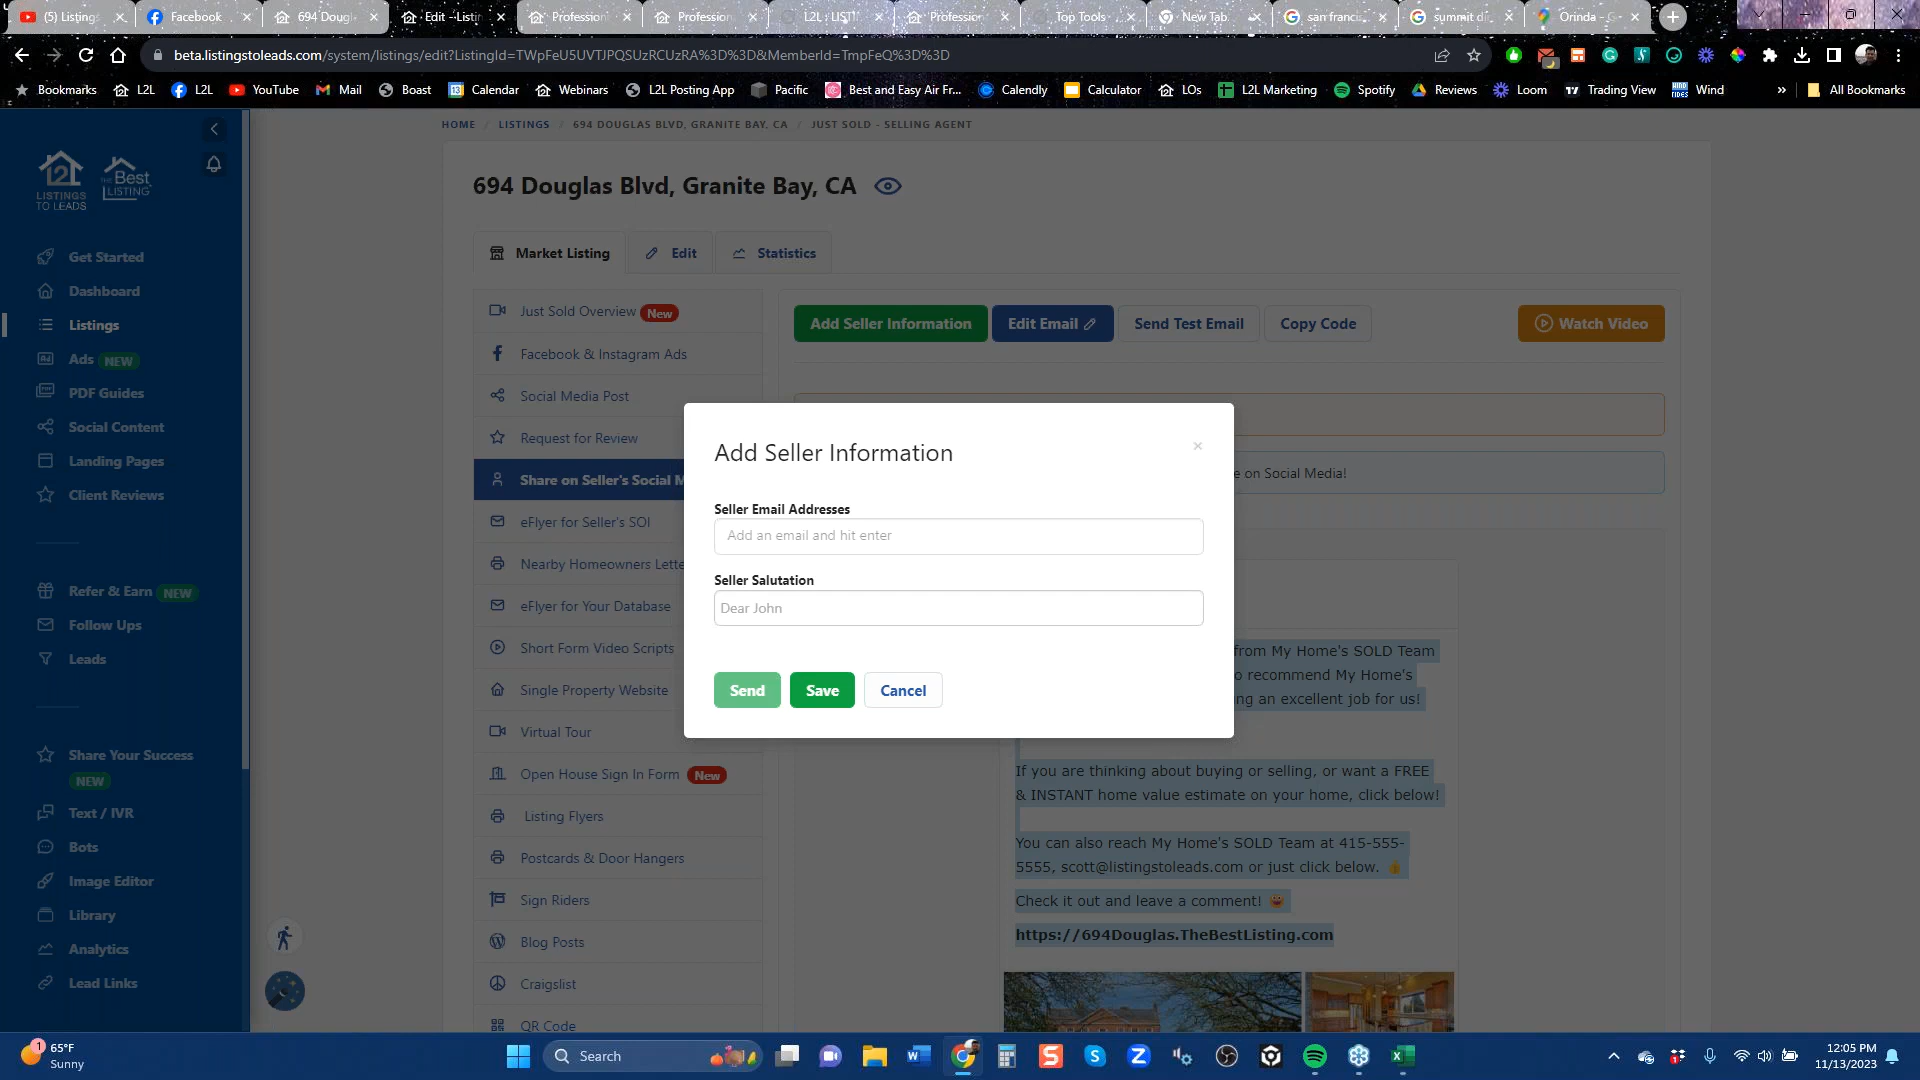 (5) Listings
Facebook
694 Dougl
Edit --Listin
Profession
Profession
L2L : LISTI
Professio
Top Tools -
New Tab
san francis
summit di
Orinda - G
beta.listingstoleads.com/system/listings/edit?ListingId=TWpFeU5UVTJPQSUzRCUzRA%3D%3D&MemberId=TmpFeQ%3D%3D
Bookmarks
L2L
L2L
YouTube
Mail
Boast
Calendar
Webinars
L2L Posting App
Pacific
Best and Easy Air Fr...
Calendly
Calculator
LOs
L2L Marketing
Spotify
Reviews
Loom
Trading View
Wind
»
All Bookmarks
HOME / LISTINGS / 694 DOUGLAS BLVD, GRANITE BAY, CA / JUST SOLD - SELLING AGENT
L2L
LISTINGS
TO LEADS
THE
Best
LISTING
694 Douglas Blvd, Granite Bay, CA
Market Listing
Edit
Statistics
Get Started
Dashboard
Listings
Ads NEW
PDF Guides
Social Content
Landing Pages
Client Reviews
Refer & Earn NEW
Follow Ups
Leads
Share Your Success
NEW
Text / IVR
Bots
Image Editor
Library
Analytics
Lead Links
Just Sold Overview New
Facebook & Instagram Ads
Social Media Post
Request for Review
Share on Seller's Social M
eFlyer for Seller's SOI
Nearby Homeowners Lette
eFlyer for Your Database
Short Form Video Scripts
Single Property Website
Virtual Tour
Open House Sign In Form New
Listing Flyers
Postcards & Door Hangers
Sign Riders
Blog Posts
Craigslist
QR Code
Add Seller Information
Edit Email
Send Test Email
Copy Code
Watch Video
e on Social Media!
Add Seller Information
×
Seller Email Addresses
Add an email and hit enter
Seller Salutation
Dear John
Send
Save
Cancel
from My Home's SOLD Team
o recommend My Home's
ing an excellent job for us!
If you are thinking about buying or selling, or want a FREE
& INSTANT home value estimate on your home, click below!
You can also reach My Home's SOLD Team at 415-555-
5555, scott@listingstoleads.com or just click below. 👍
Check it out and leave a comment! 😀
https://694Douglas.TheBestListing.com
1
65°F
Sunny
Search
12:05 PM
11/13/2023